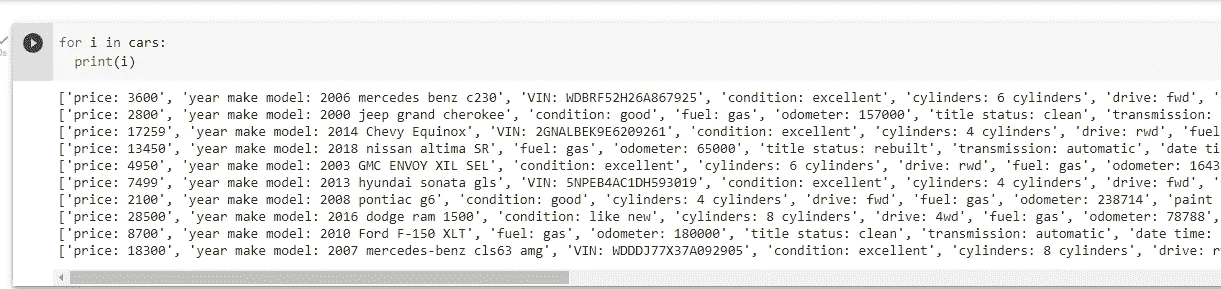 for i in cars:
print(i)
['price: 3600', 'year make model: 2006 mercedes benz c230', 'VIN: WDBRF52H26A867925', 'condition: excellent', 'cylinders: 6 cylinders', 'drive: fwd', '
['price: 2800', 'year make model: 2000 jeep grand cherokee', 'condition: good', 'fuel: gas', 'odometer: 157000', 'title status: clean', 'transmission:
['price: 17259', 'year make model: 2014 Chevy Equinox', 'VIN: 2GNALBEK9E6209261', 'condition: excellent', 'cylinders: 4 cylinders', 'drive: rwd', 'fuel
['price: 13450', 'year make model: 2018 nissan altima SR', 'fuel: gas', 'odometer: 65000', 'title status: rebuilt', 'transmission: automatic', 'date ti
['price: 4950', 'year make model: 2003 GMC ENVOY XIL SEL', 'condition: excellent', 'cylinders: 6 cylinders', 'drive: rwd', 'fuel: gas', 'odometer: 1643
['price: 7499', 'year make model: 2013 hyundai sonata gls', 'VIN: 5NPEB4AC1DH593019', 'condition: excellent', 'cylinders: 4 cylinders', 'drive: fwd', '
['price: 2100', 'year make model: 2008 pontiac g6', 'condition: good', 'cylinders: 4 cylinders', 'drive: fwd', 'fuel: gas', 'odometer: 238714', 'paint
['price: 28500', 'year make model: 2016 dodge ram 1500', 'condition: like new', 'cylinders: 8 cylinders', 'drive: 4wd', 'fuel: gas', 'odometer: 78788',
['price: 8700', 'year make model: 2010 Ford F-150 XLT', 'fuel: gas', 'odometer: 180000', 'title status: clean', 'transmission: automatic', 'date time:
['price: 18300', 'year make model: 2007 mercedes-benz cls63 amg', 'VIN: WDDDJ77X37A092905', 'condition: excellent', 'cylinders: 8 cylinders', 'drive: r